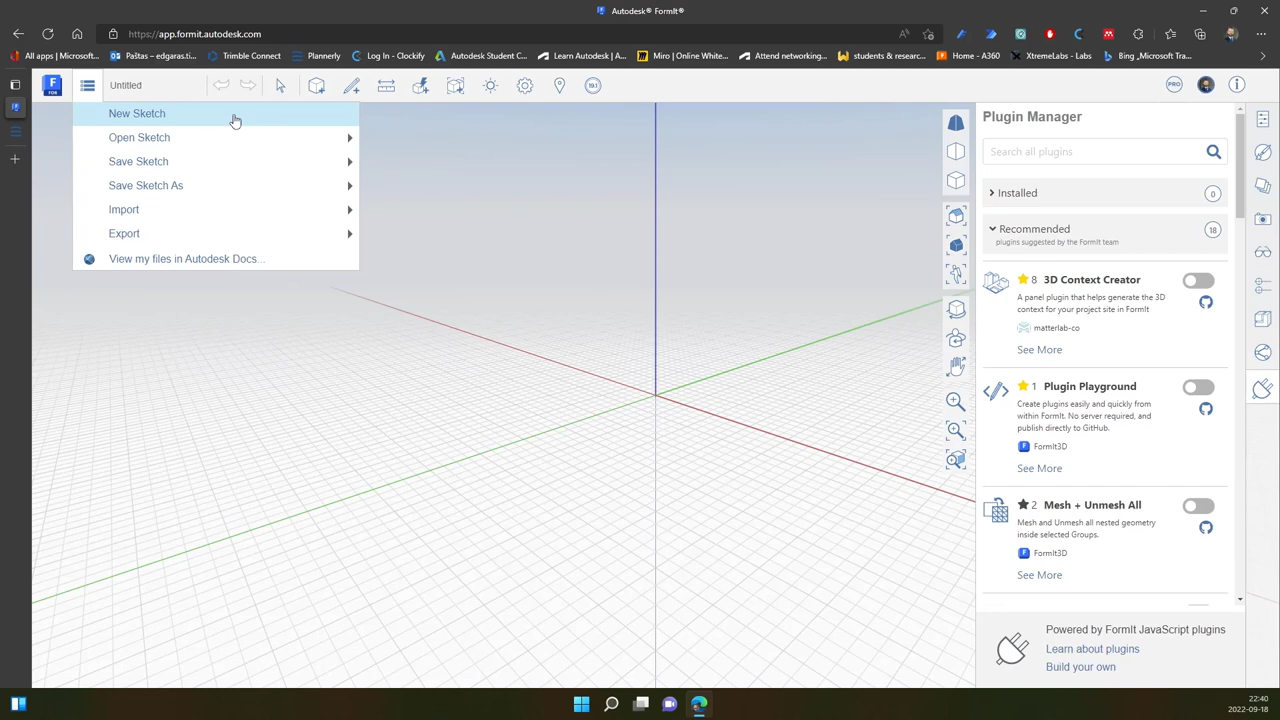 Autodesk® FormIt®
https://app.formit.autodesk.com
All apps | Microsoft...
Paštas – edgaras.ti...
Trimble Connect
Plannerly
Log In - Clockify
Autodesk Student C...
Learn Autodesk | A...
Miro | Online White...
Attend networking,...
students & resear...
Home – A360
XtremeLabs - Labs
Bing „Microsoft Tra...
FOR
Untitled
19.1
PRO
New Sketch
Open Sketch
Save Sketch
Save Sketch As
Import
Export
View my files in Autodesk Docs...
Plugin Manager
Search all plugins
Installed
0
Recommended
18
plugins suggested by the FormIt team
8 3D Context Creator
A panel plugin that helps generate the 3D
context for your project site in FormIt
matterlab-co
See More
1 Plugin Playground
Create plugins easily and quickly from
within FormIt. No server required, and
publish directly to GitHub.
FormIt3D
See More
2 Mesh + Unmesh All
Mesh and Unmesh all nested geometry
inside selected Groups.
FormIt3D
See More
Powered by FormIt JavaScript plugins
Learn about plugins
Build your own
22:40
2022-09-18